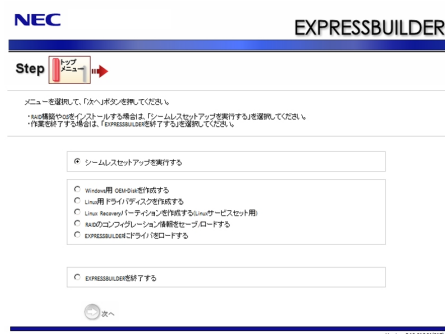 NEC
EXPRESSBUILDER
Step トップメニュー
メニューを選択して、「次へ」ボタンを押してください。
・RAID構築やOSをインストールする場合は、「シームレスセットアップを実行する」を選択してください。
・作業を終了する場合は、「EXPRESSBUILDERを終了する」を選択してください。
シームレスセットアップを実行する
Windows用 OEM-Diskを作成する
Linux用 ドライバディスクを作成する
Linux Recoveryパーティションを作成する(Linuxサービスセット用)
RAIDのコンフィグレーション情報をセーブ/ロードする
EXPRESSBUILDERにドライバをロードする
EXPRESSBUILDERを終了する
次へ